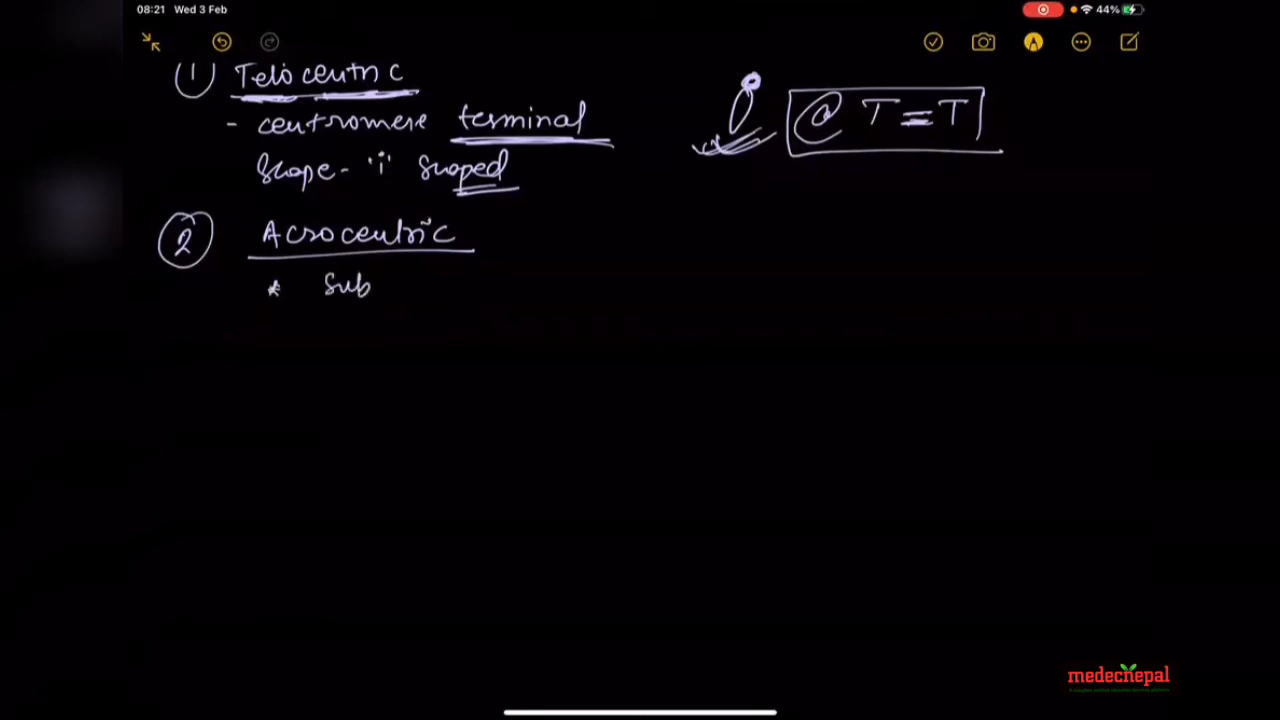 08:21 Wed 3 Feb
44%
① Telocentric
- centromere terminal
@ T = T
Shape - 'i' shaped
② Acrocentric
* Sub
medecnepal